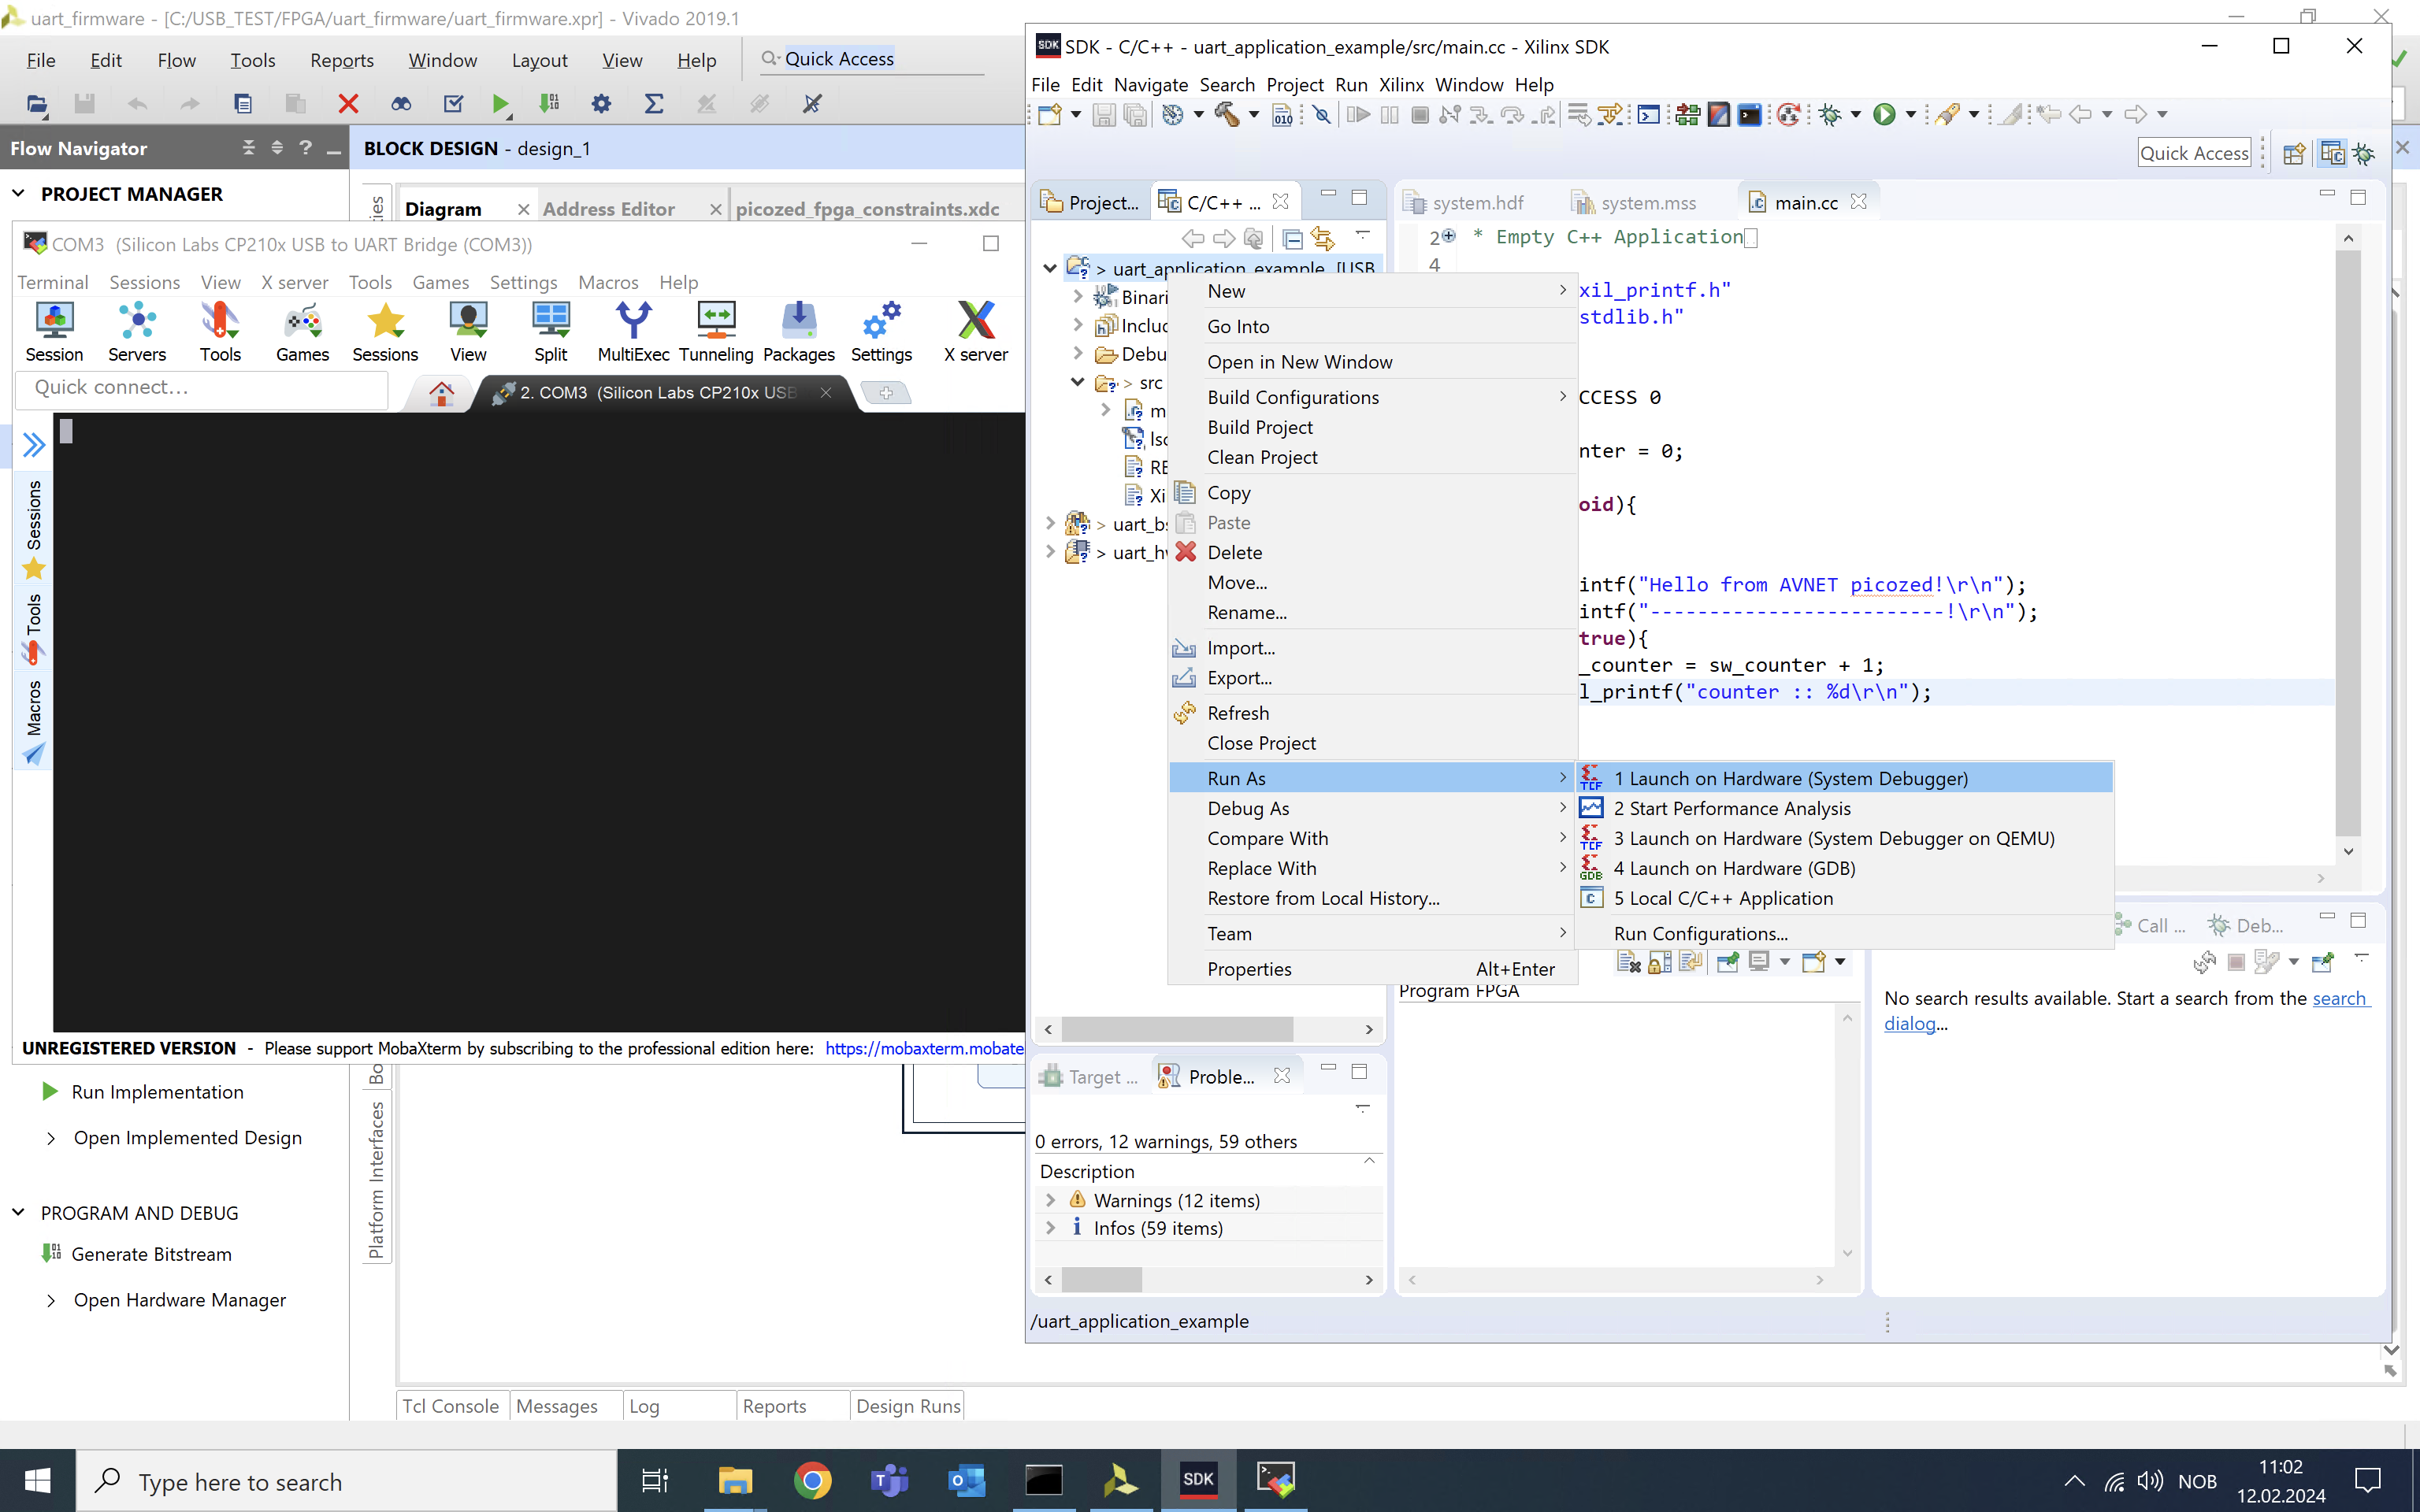 uart_firmware - [C:/USB_TEST/FPGA/uart_firmware/uart_firmware.xpr] - Vivado 2019.1
File Edit Flow Tools Reports Window Layout View Help Quick Access
Flow Navigator
BLOCK DESIGN - design_1
PROJECT MANAGER
Diagram Address Editor picozed_fpga_constraints.xdc
COM3 (Silicon Labs CP210x USB to UART Bridge (COM3))
Terminal Sessions View X server Tools Games Settings Macros Help
Session Servers Tools Games Sessions View Split MultiExec Tunneling Packages Settings X server
Quick connect...
2. COM3 (Silicon Labs CP210x USB
Sessions
Tools
Macros
UNREGISTERED VERSION - Please support MobaXterm by subscribing to the professional edition here: https://mobaxterm.mobate
Run Implementation
Open Implemented Design
PROGRAM AND DEBUG
Generate Bitstream
Open Hardware Manager
Platform Interfaces
Tcl Console Messages Log Reports Design Runs
SDK
SDK - C/C++ - uart_application_example/src/main.cc - Xilinx SDK
File Edit Navigate Search Project Run Xilinx Window Help
Quick Access
Project... C/C++ ...
> uart_application_example [USB
Binari
Incluc
Debu
> src
m
lsc
RE
Xi
> uart_bs
> uart_hv
system.hdf system.mss main.cc
2 * Empty C++ Application
4
xil_printf.h"
stdlib.h"
CCESS 0
nter = 0;
oid){
intf("Hello from AVNET picozed!\r\n");
intf("-------------------------!\r\n");
true){
_counter = sw_counter + 1;
l_printf("counter :: %d\r\n");
New
Go Into
Open in New Window
Build Configurations
Build Project
Clean Project
Copy
Paste
Delete
Move...
Rename...
Import...
Export...
Refresh
Close Project
Run As
Debug As
Compare With
Replace With
Restore from Local History...
Team
Properties Alt+Enter
1 Launch on Hardware (System Debugger)
2 Start Performance Analysis
3 Launch on Hardware (System Debugger on QEMU)
4 Launch on Hardware (GDB)
5 Local C/C++ Application
Run Configurations...
Call ... Deb...
Program FPGA
No search results available. Start a search from the search
dialog...
Target ... Proble...
0 errors, 12 warnings, 59 others
Description
Warnings (12 items)
Infos (59 items)
/uart_application_example
Type here to search
SDK
NOB
11:02
12.02.2024